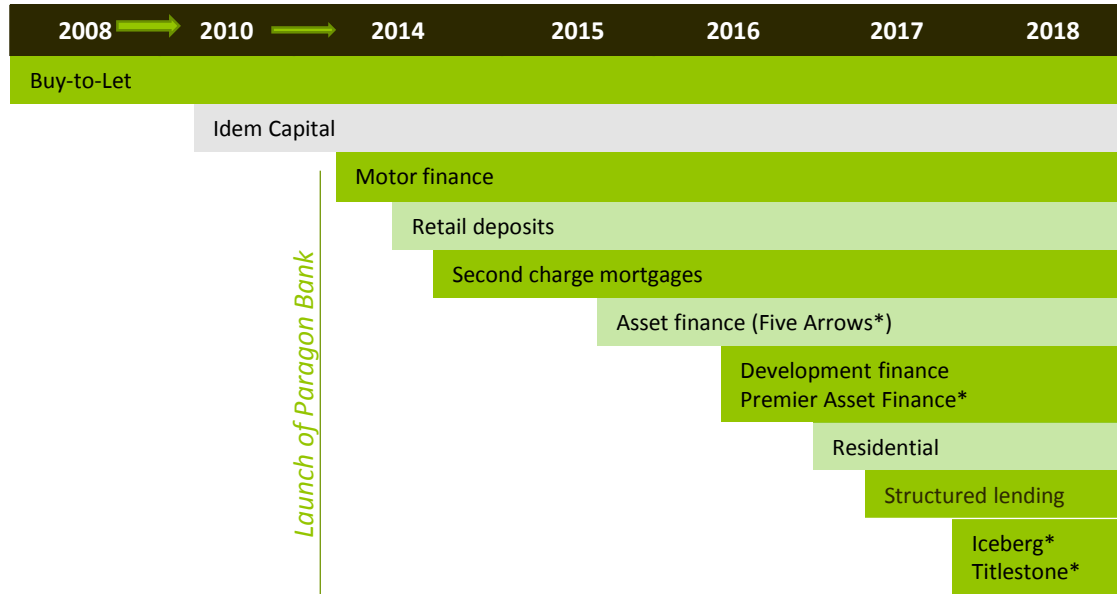 2008 2010 2014 2015 2016 2017 2018
Buy-to-Let
Idem Capital
Motor finance
Retail deposits
Second charge mortgages
Asset finance (Five Arrows*)
Development finance
Premier Asset Finance*
Residential
Structured lending
Iceberg*
Titlestone*
Launch of Paragon Bank